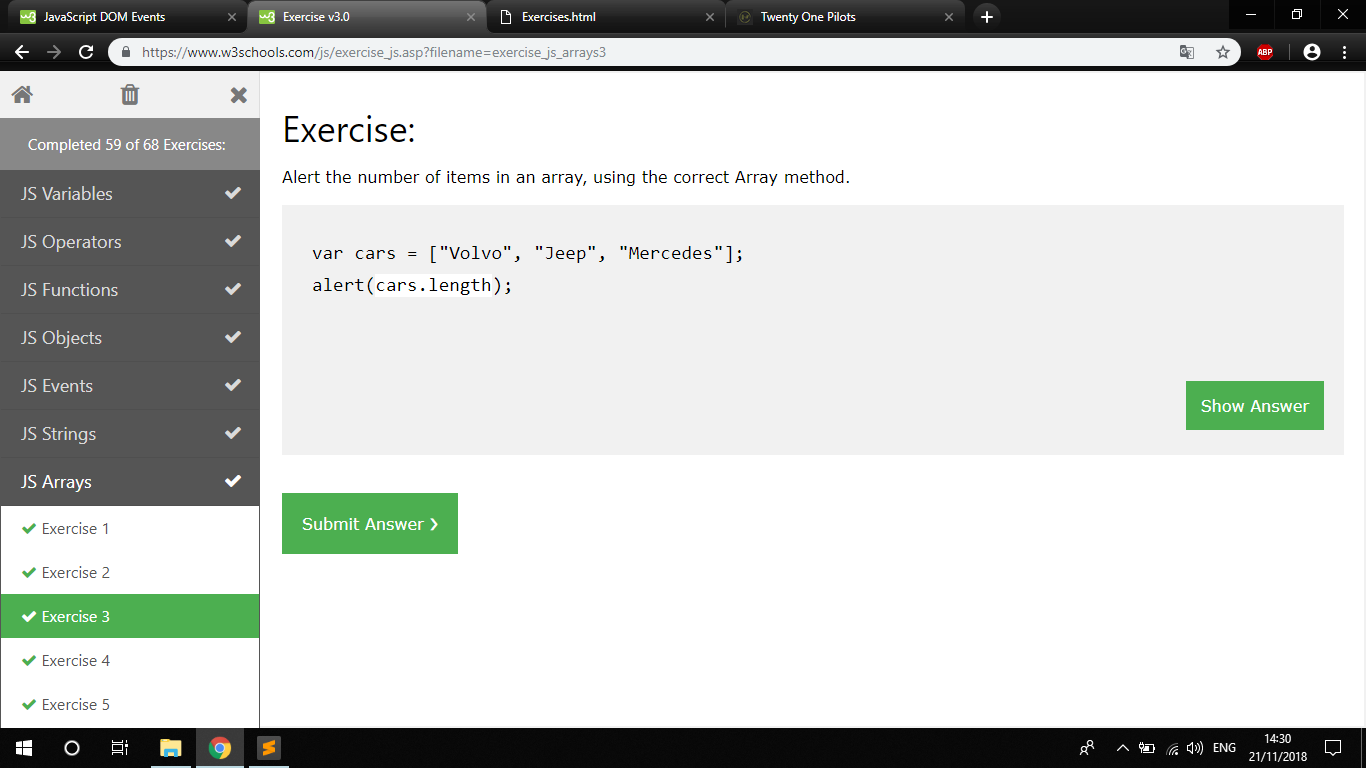 JavaScript DOM Events
Exercise v3.0
Exercises.html
Twenty One Pilots
https://www.w3schools.com/js/exercise_js.asp?filename=exercise_js_arrays3
ABP
Completed 59 of 68 Exercises:
JS Variables
JS Operators
JS Functions
JS Objects
JS Events
JS Strings
JS Arrays
Exercise 1
Exercise 2
Exercise 3
Exercise 4
Exercise 5
Exercise:
Alert the number of items in an array, using the correct Array method.
var cars = ["Volvo", "Jeep", "Mercedes"];
alert(cars.length);
Show Answer
Submit Answer ❯
ENG
14:30
21/11/2018